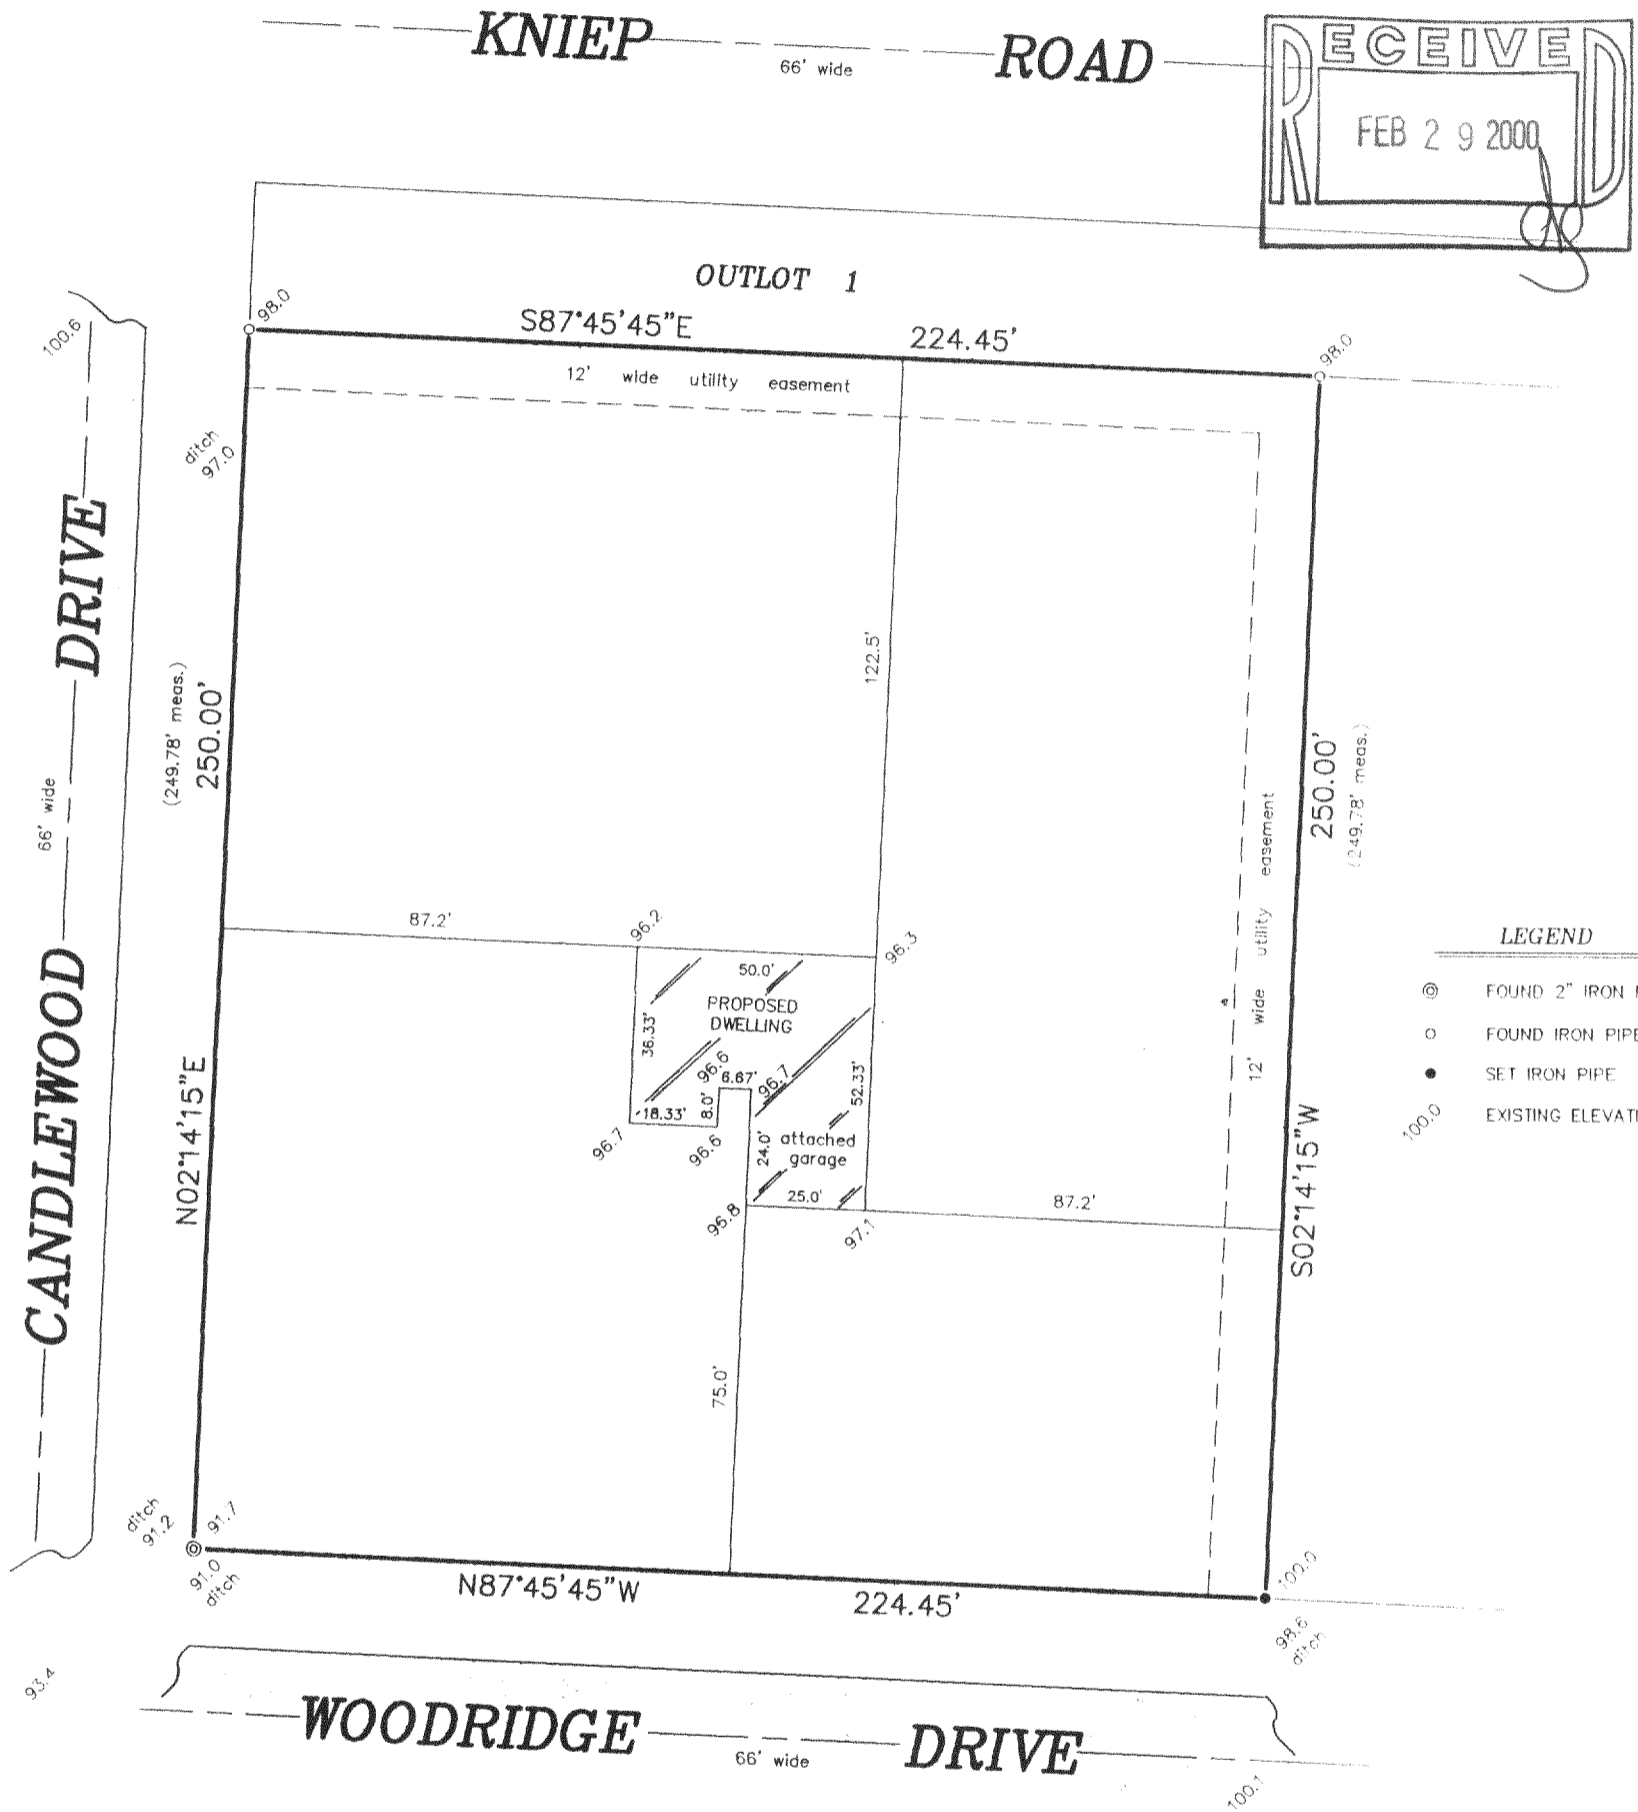 KNIEP ROAD
66' wide
RECEIVED
FEB 29 2000
OUTLOT 1
98.0
S87°45'45"E 224.45'
98.0
12' wide utility easement
100.6
ditch
97.0
CANDLEWOOD DRIVE
66' wide
(249.78' meas.)
250.00'
N02°14'15"E
122.5'
250.00'
(249.78' meas.)
S02°14'15"W
12' wide utility easement
87.2'
96.2
96.3
50.0'
PROPOSED
DWELLING
36.33'
96.6
6.67'
96.7
52.33'
18.33'
8.0'
96.7
96.6
24.0'
attached
garage
25.0'
96.8
97.1
87.2'
75.0'
LEGEND
FOUND 2" IRON
FOUND IRON PIPE
SET IRON PIPE
100.0 EXISTING
ditch
91.2
91.7
91.0
ditch
N87°45'45"W 224.45'
100.0
98.6
ditch
93.4
WOODRIDGE DRIVE
66' wide
100.1